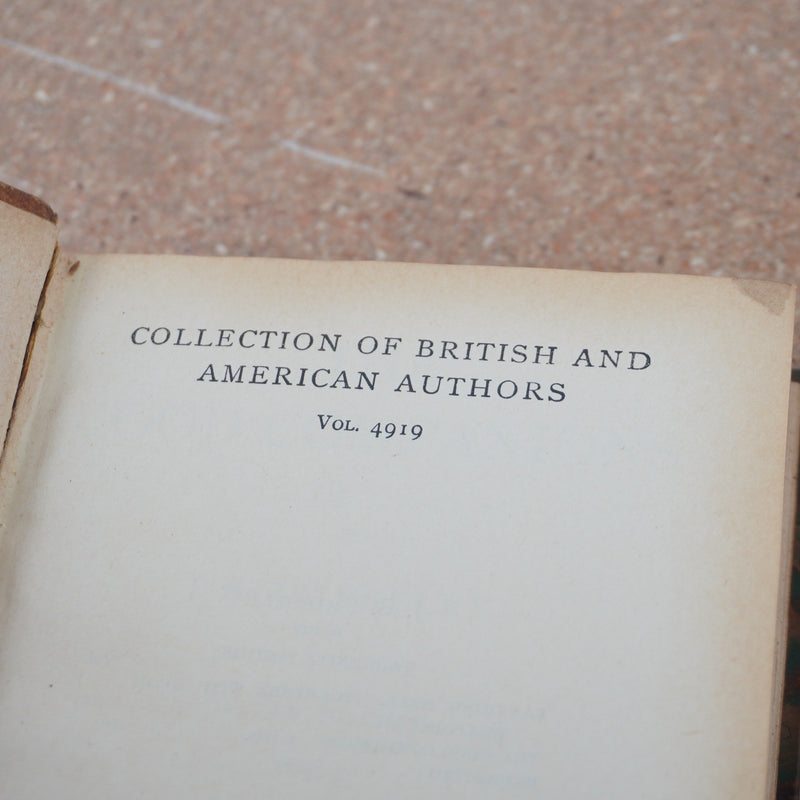 COLLECTION OF BRITISH AND
AMERICAN AUTHORS
VOL. 4919